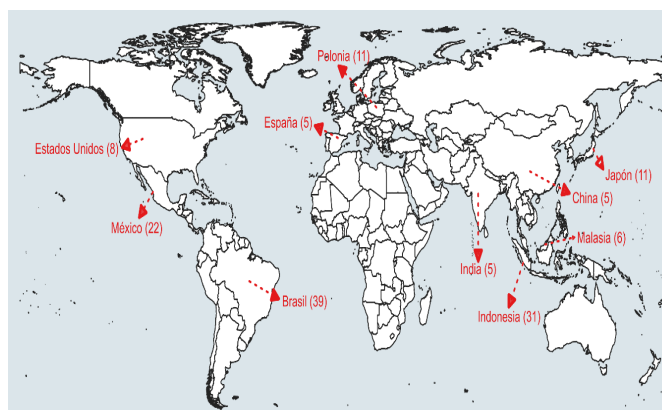 Polonia (11)
España (5)
Estados Unidos (8)
Japón (11)
China (5)
México (22)
Malasia (6)
India (5)
Brasil (39)
Indonesia (31)